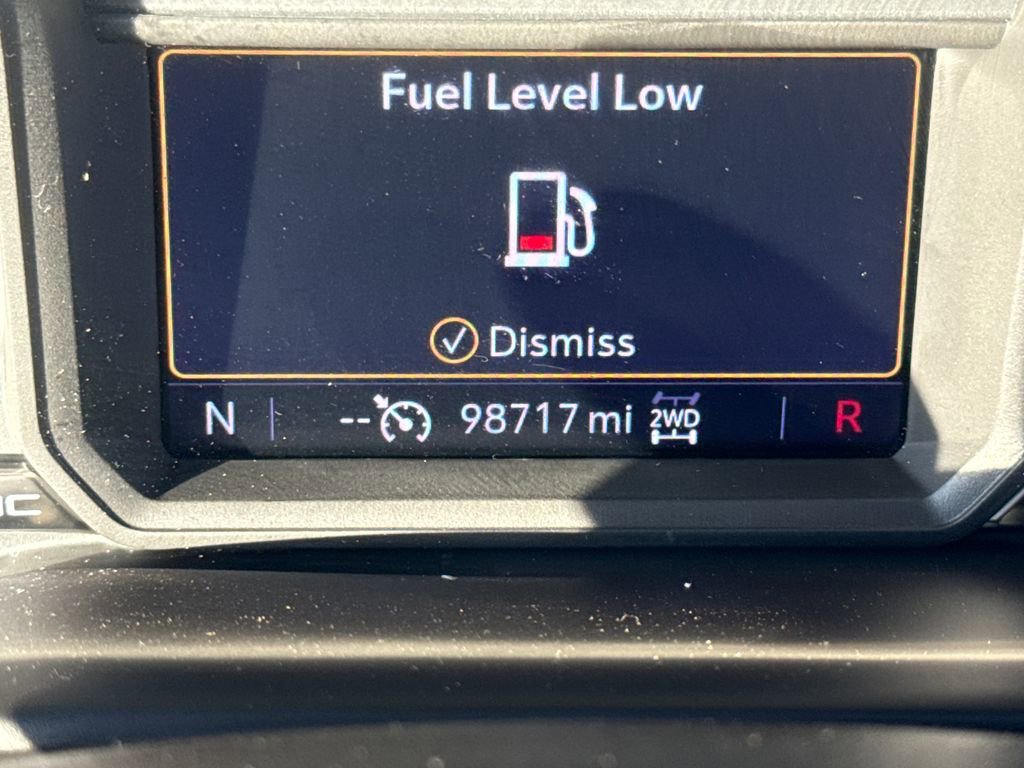 Fuel Level Low
Dismiss
N -- 98717 mi 2WD R